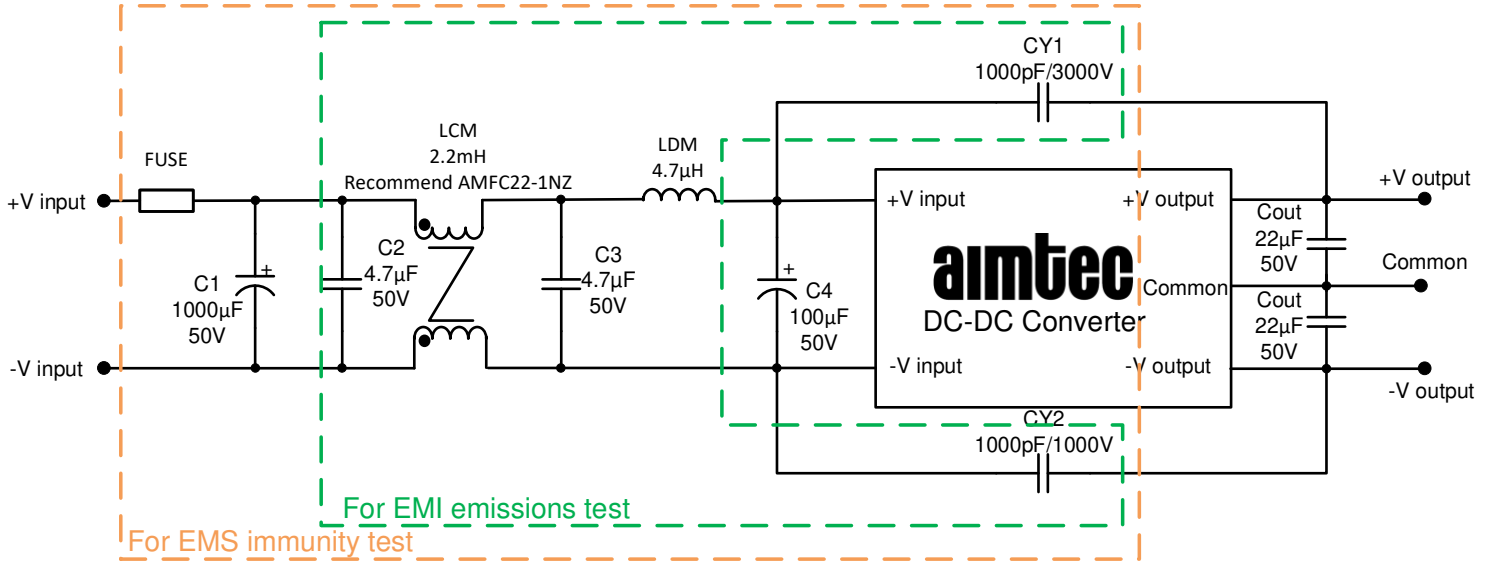 CY1
1000pF/3000V
LCM
2.2mH
Recommend AMFC22-1NZ
FUSE
LDM
4.7µH
+V input
+V input
+V output
+V output
C1
1000µF
50V
+
C2
4.7µF
50V
C3
4.7µF
50V
+
C4
100µF
50V
aimtec
DC-DC Converter
Common
Cout
22µF
50V
Common
Cout
22µF
50V
-V input
-V input
-V output
-V output
CY2
1000pF/1000V
For EMI emissions test
For EMS immunity test